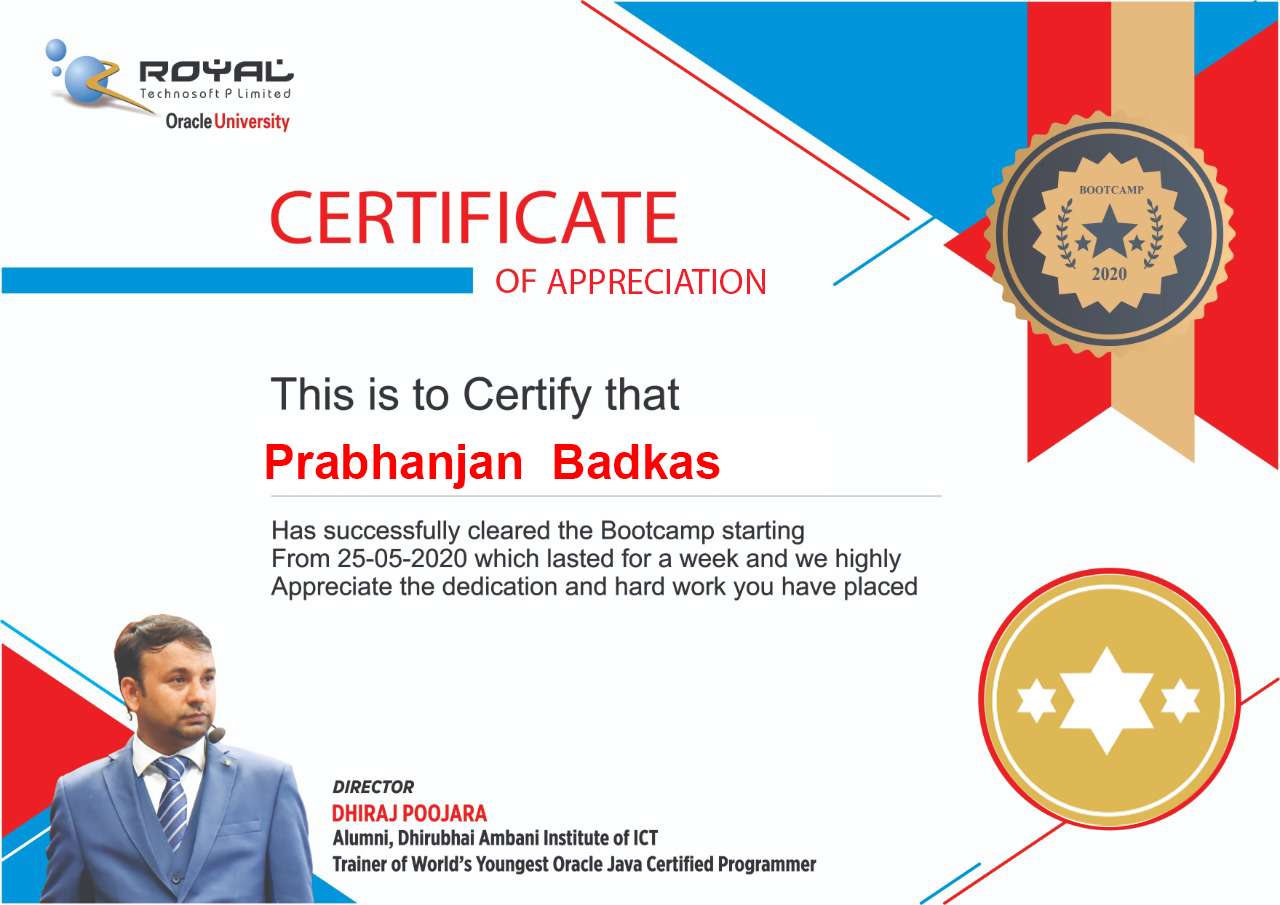 ROYAL
Technosoft P Limited
Oracle University
BOOTCAMP
2020
CERTIFICATE
OF APPRECIATION
This is to Certify that
Prabhanjan Badkas
Has successfully cleared the Bootcamp starting
From 25-05-2020 which lasted for a week and we highly
Appreciate the dedication and hard work you have placed
DIRECTOR
DHIRAJ POOJARA
Alumni, Dhirubhai Ambani Institute of ICT
Trainer of World's Youngest Oracle Java Certified Programmer